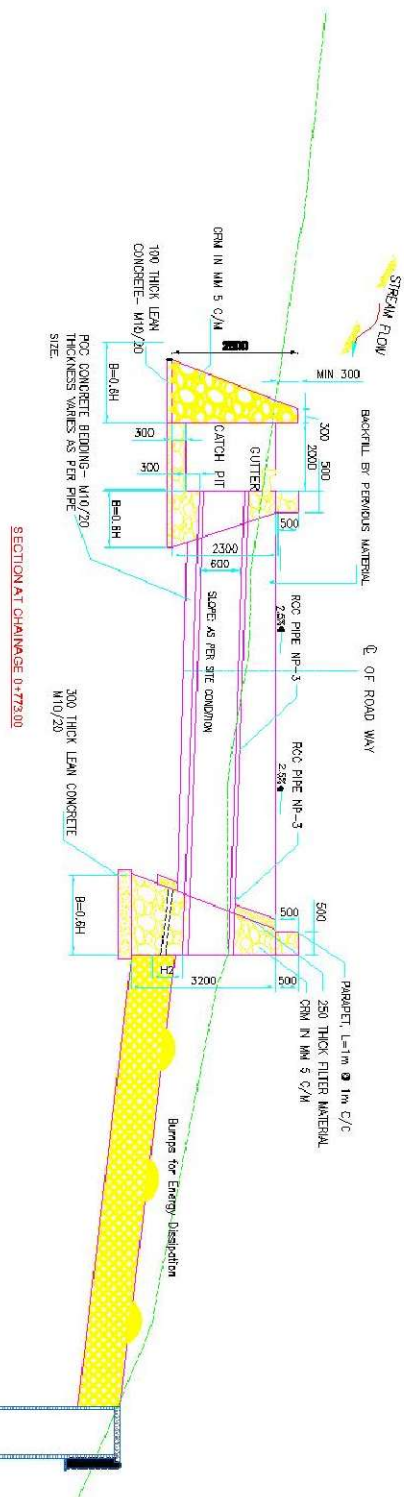 STREAM FLOW
BACKFILL BY PERVIOUS MATERIAL
℄ OF ROAD WAY
PARAPET, L=1m @ 1m C/C
250 THICK FILTER MATERIAL
CRM IN MM 5 C/M
MIN 300
300
2000
500
500
RCC PIPE NP-3
2.5%
RCC PIPE NP-3
2.5%
500
500
CRM IN MM 5 C/M
GUTTER
CATCH PIT
300
300
2300
600
SLOPE: AS PER SITE CONDITION
3200
500
H2
100 THICK LEAN
CONCRETE- M10/20
B=0.6H
B=0.6H
B=0.6H
PCC CONCRETE BEDDING- M10/20
THICKNESS VARIES AS PER PIPE
SIZE
300 THICK LEAN CONCRETE
M10/20
Bumps for Energy Dissipation
SECTION AT CHAINAGE 0+773.00